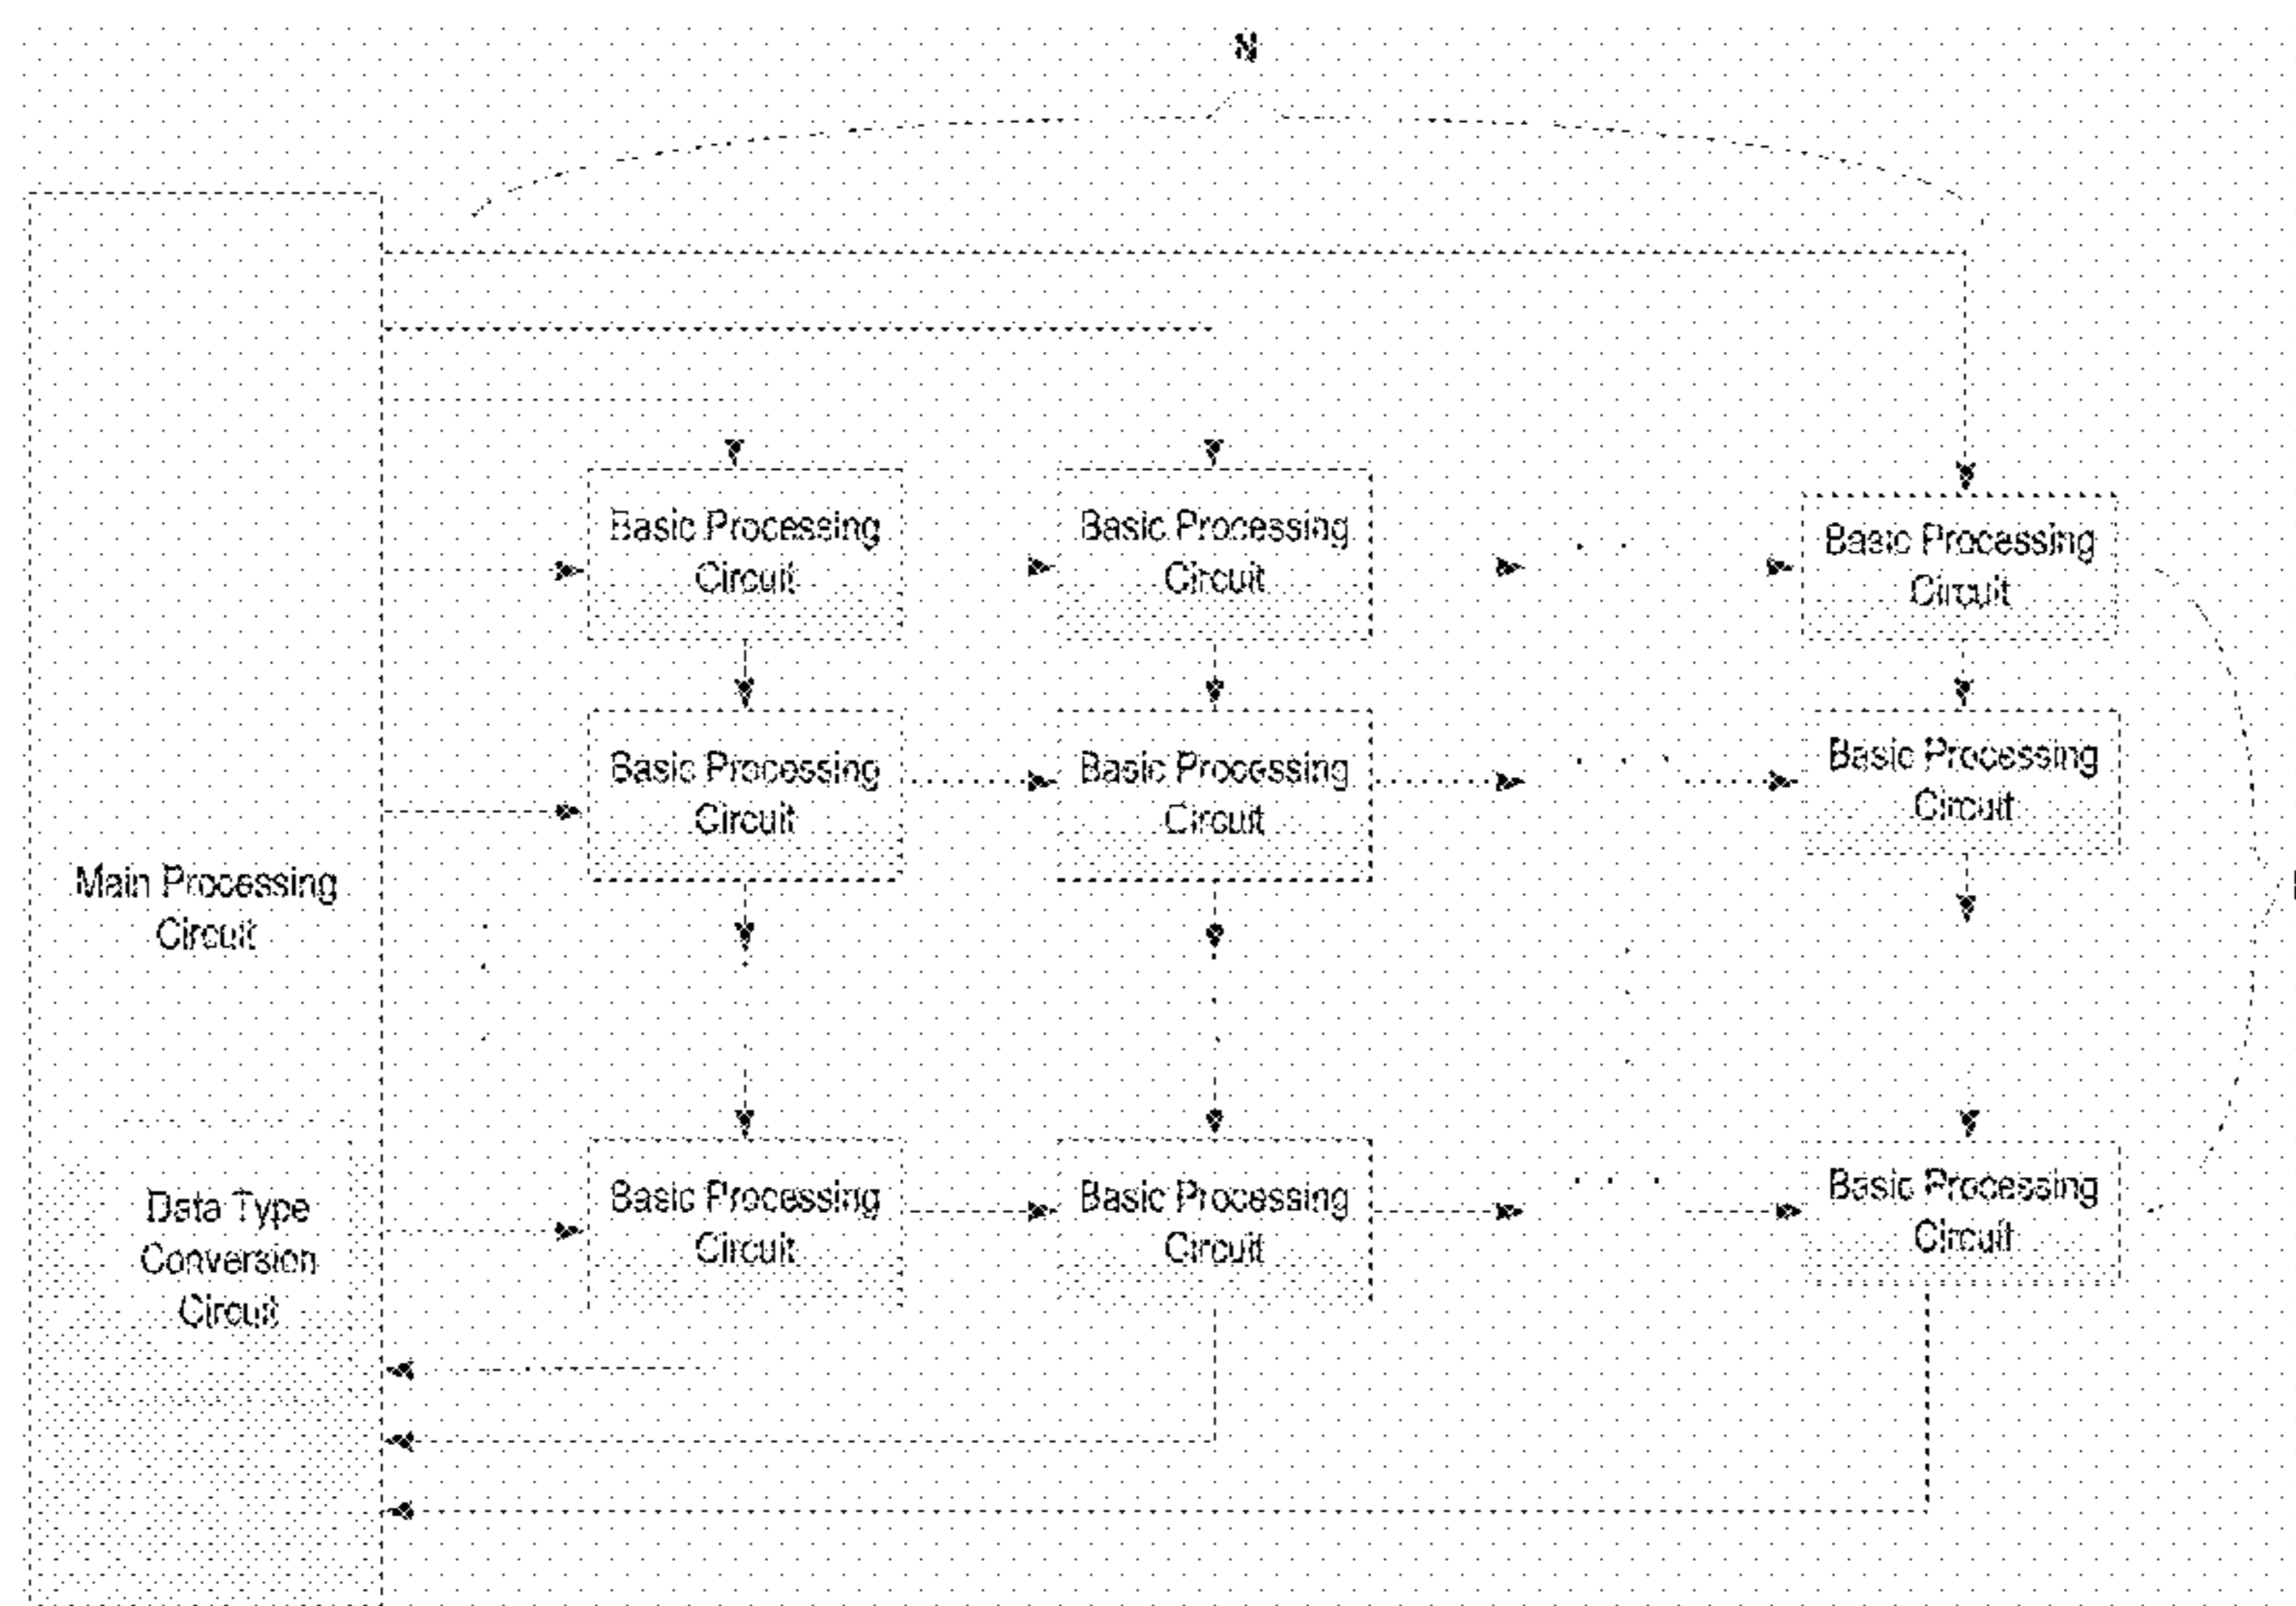 N
Basic Processing
Circuit
Basic Processing
Circuit
Basic Processing
Circuit
Basic Processing
Circuit
Basic Processing
Circuit
Basic Processing
Circuit
Main Processing
Circuit
Basic Processing
Circuit
Basic Processing
Circuit
Basic Processing
Circuit
Data Type
Conversion
Circuit